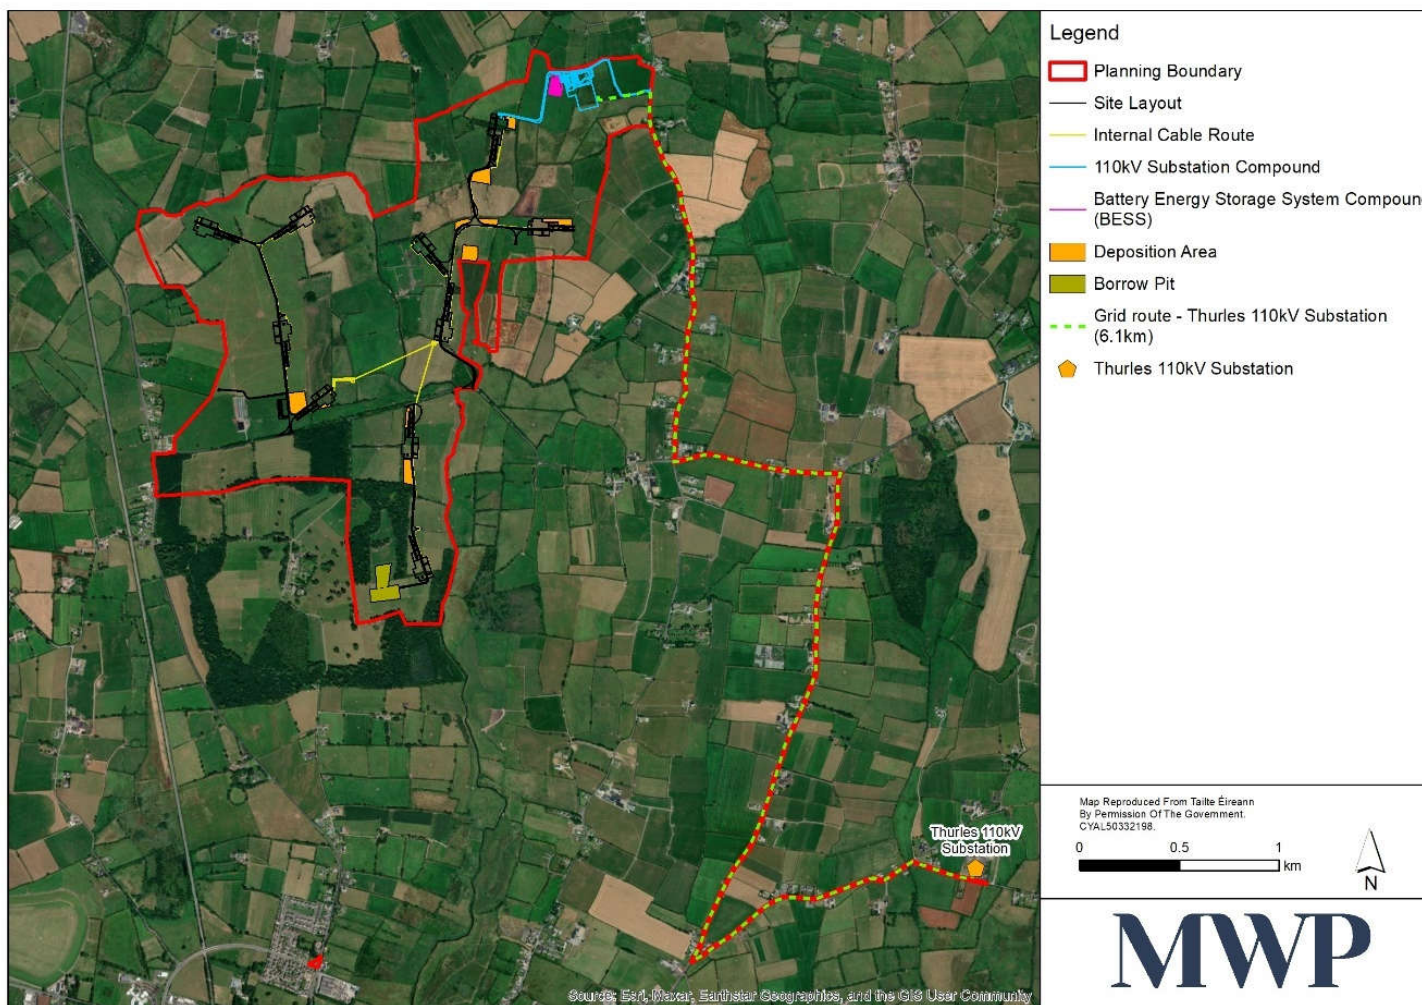 Legend
Planning Boundary
Site Layout
Internal Cable Route
110kV Substation Compound
Battery Energy Storage System Compoun
(BESS)
Deposition Area
Borrow Pit
Grid route - Thurles 110kV Substation
(6.1km)
Thurles 110kV Substation
Thurles 110kV
Substation
Map Reproduced From Tailte Éireann
By Permission Of The Government.
CYAL50332198.
0 0.5 1
km
N
MWP
Source: Esri, Maxar, Earthstar Geographics, and the GIS User Community